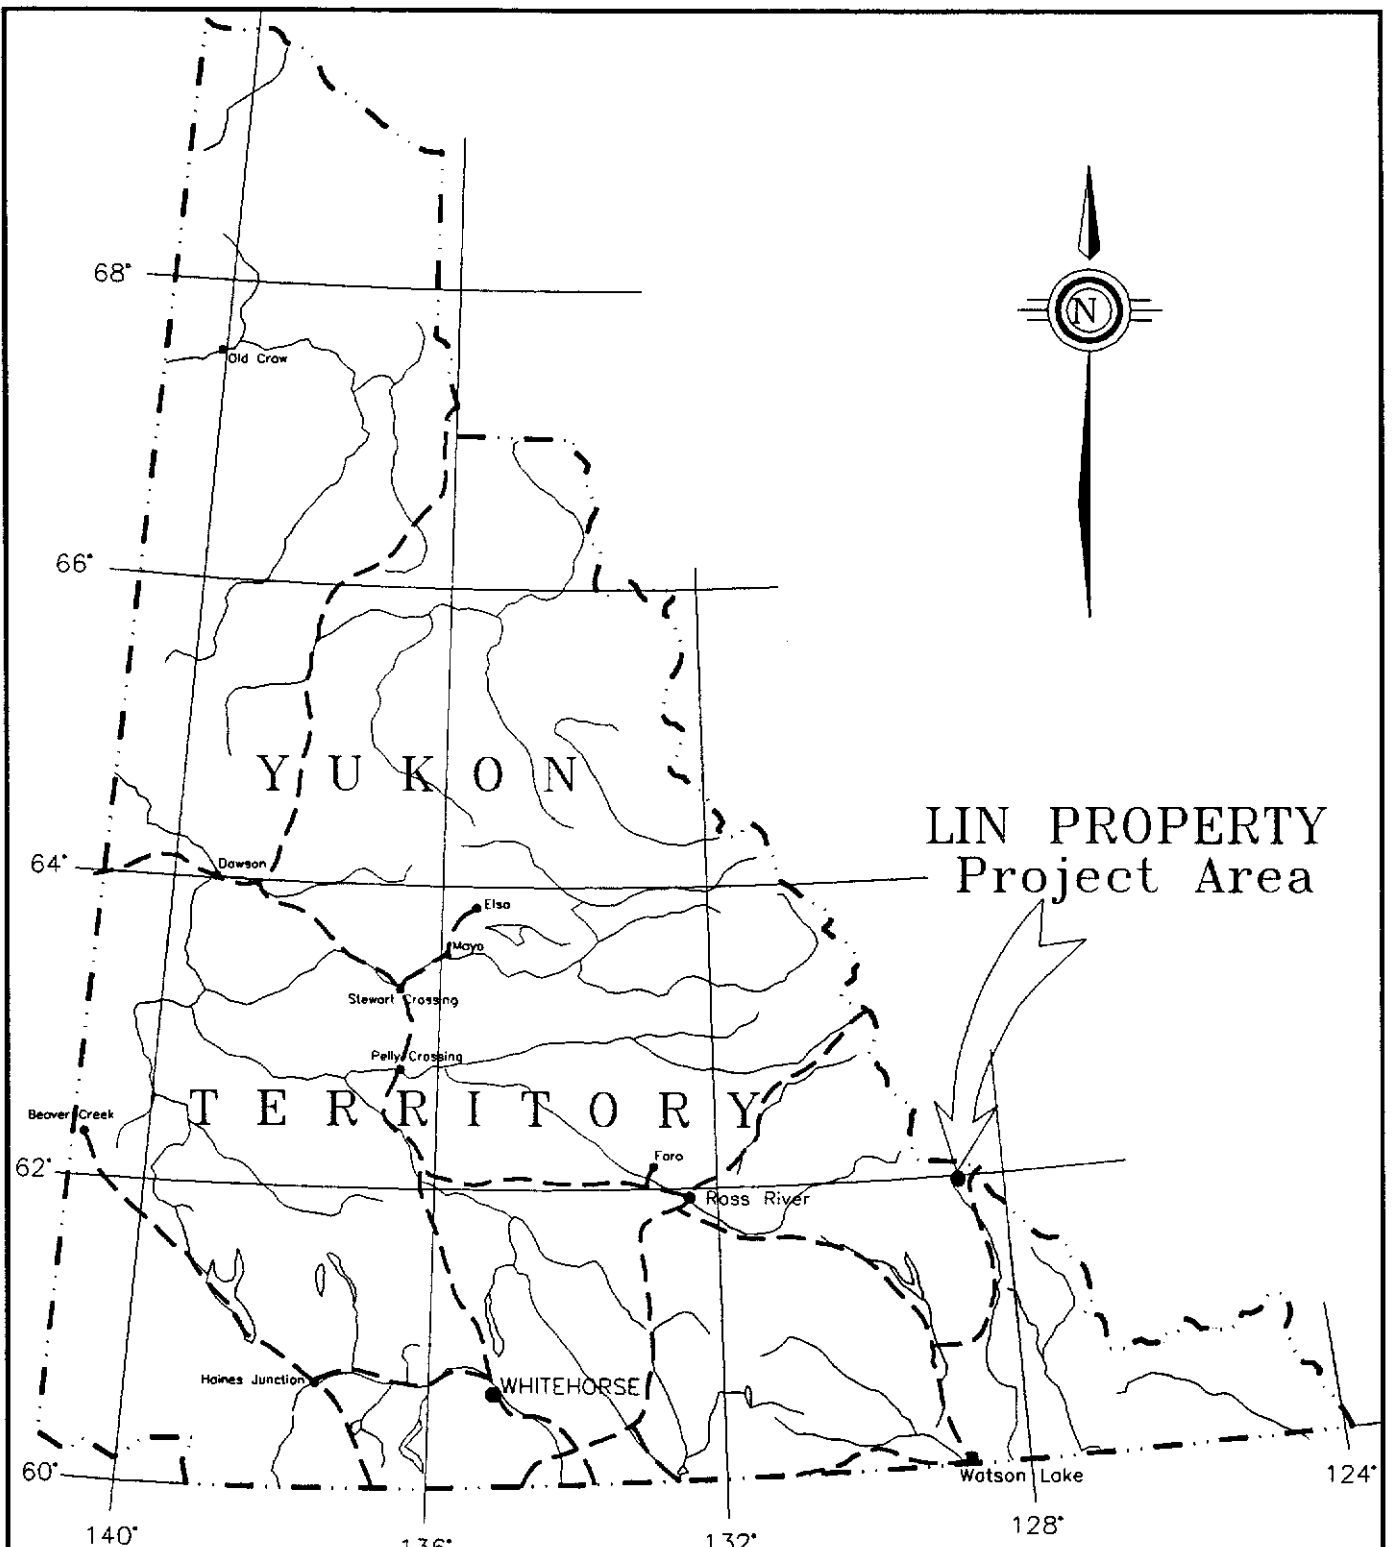 N
68°
Old Crow
66°
YUKON
LIN PROPERTY
Project Area
64°
Dawson
Elsa
Mayo
Stewart Crossing
Pelly Crossing
TERRITORY
Beaver Creek
Faro
62°
Ross River
Haines Junction
WHITEHORSE
60°
Watson Lake
124°
140°
136°
132°
128°